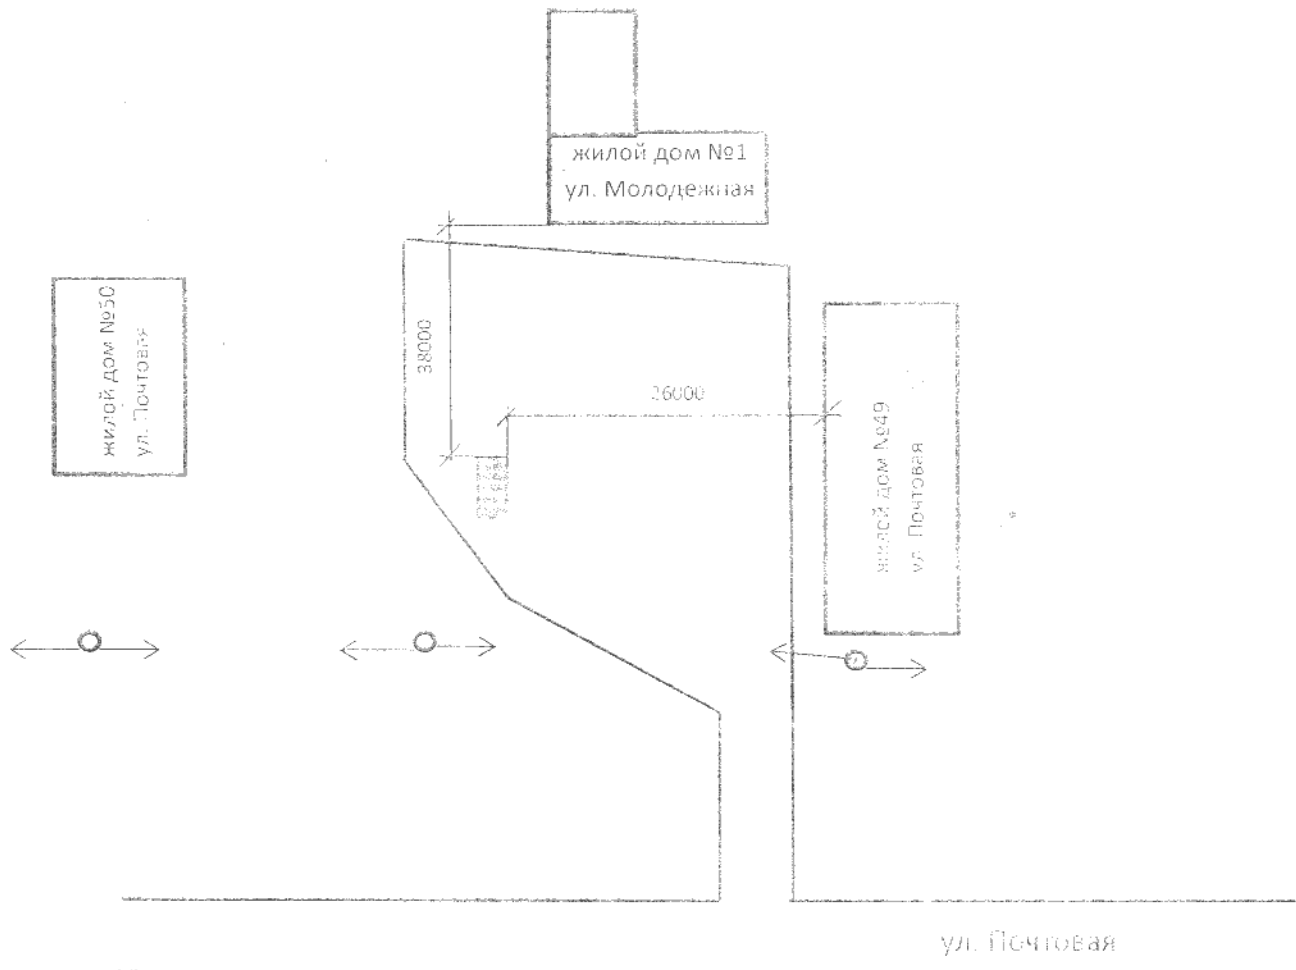 жилой дом №1
ул. Молодежная
жилой дом №50
ул. Почтовая
38000
26000
жилой дом №49
ул. Почтовая
ул. Почтовая